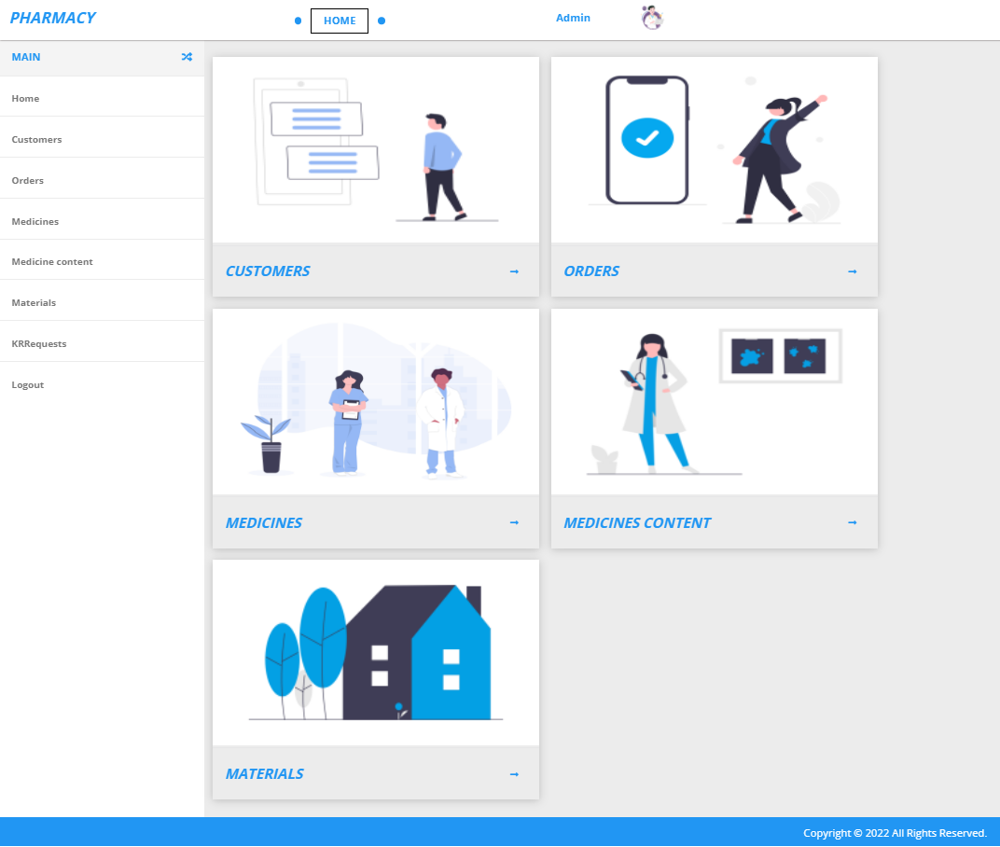 PHARMACY
HOME
Admin
MAIN
Home
Customers
Orders
Medicines
Medicine content
Materials
KRRequests
Logout
CUSTOMERS →
ORDERS →
MEDICINES →
MEDICINES CONTENT →
MATERIALS →
Copyright © 2022 All Rights Reserved.